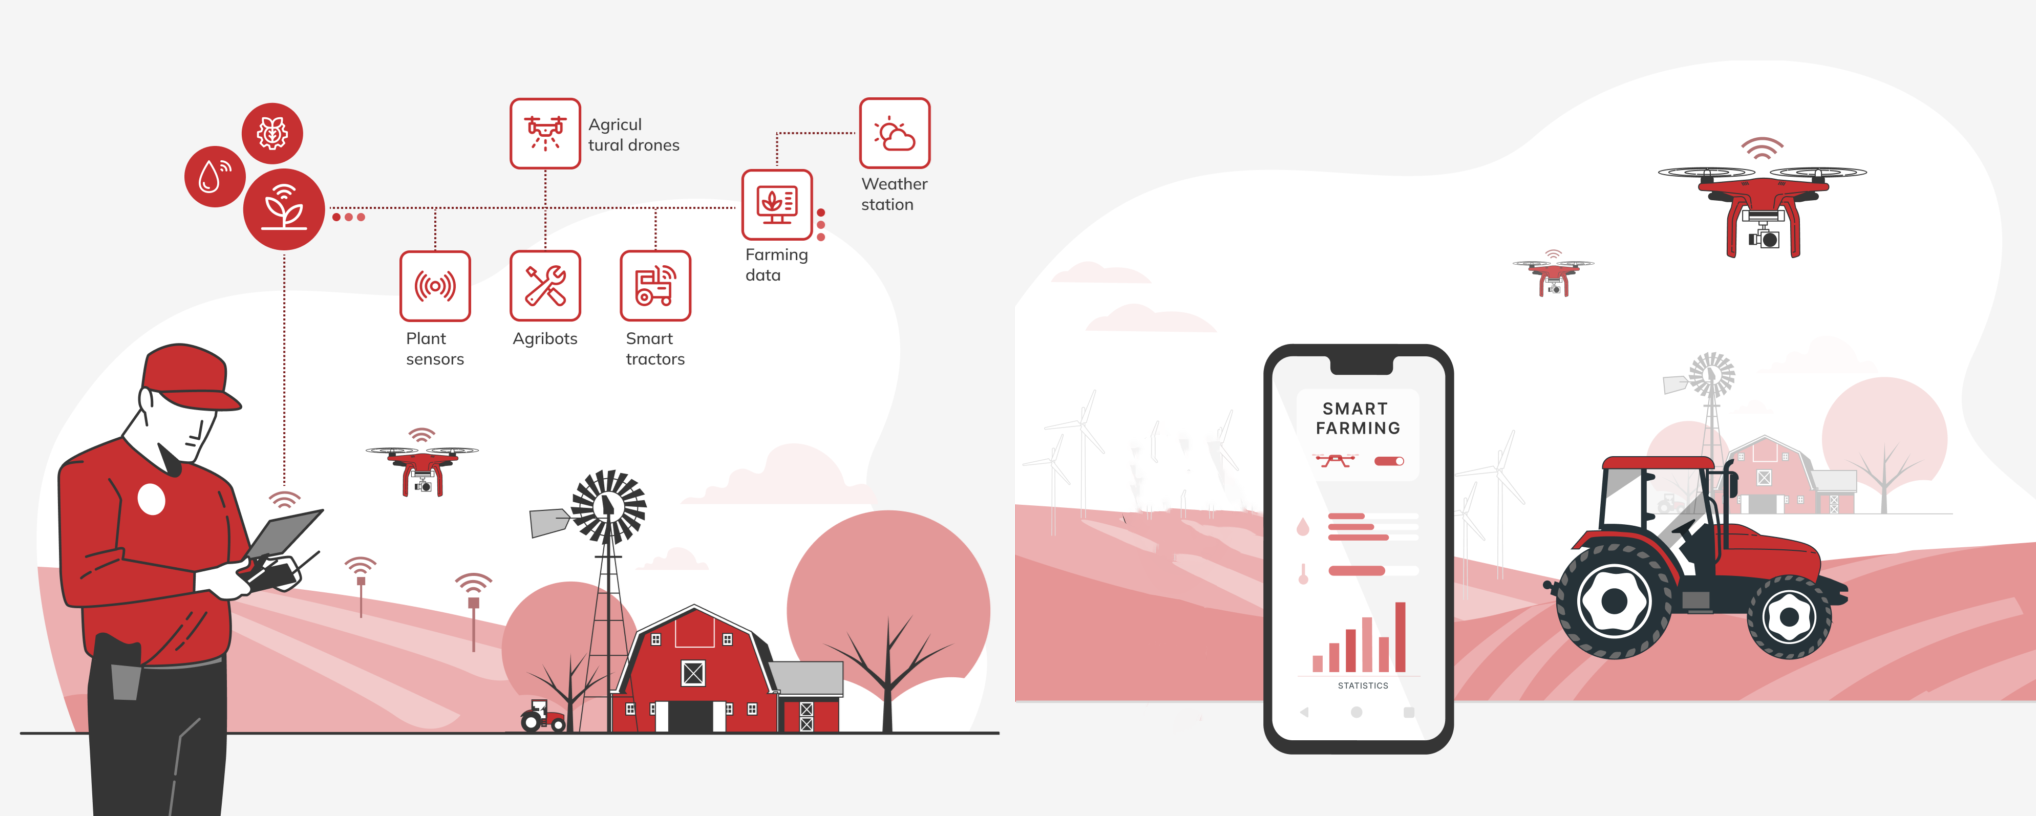 Agricul
tural drones
Weather
station
Farming
data
Plant
sensors
Agribots
Smart
tractors
SMART
FARMING
STATISTICS